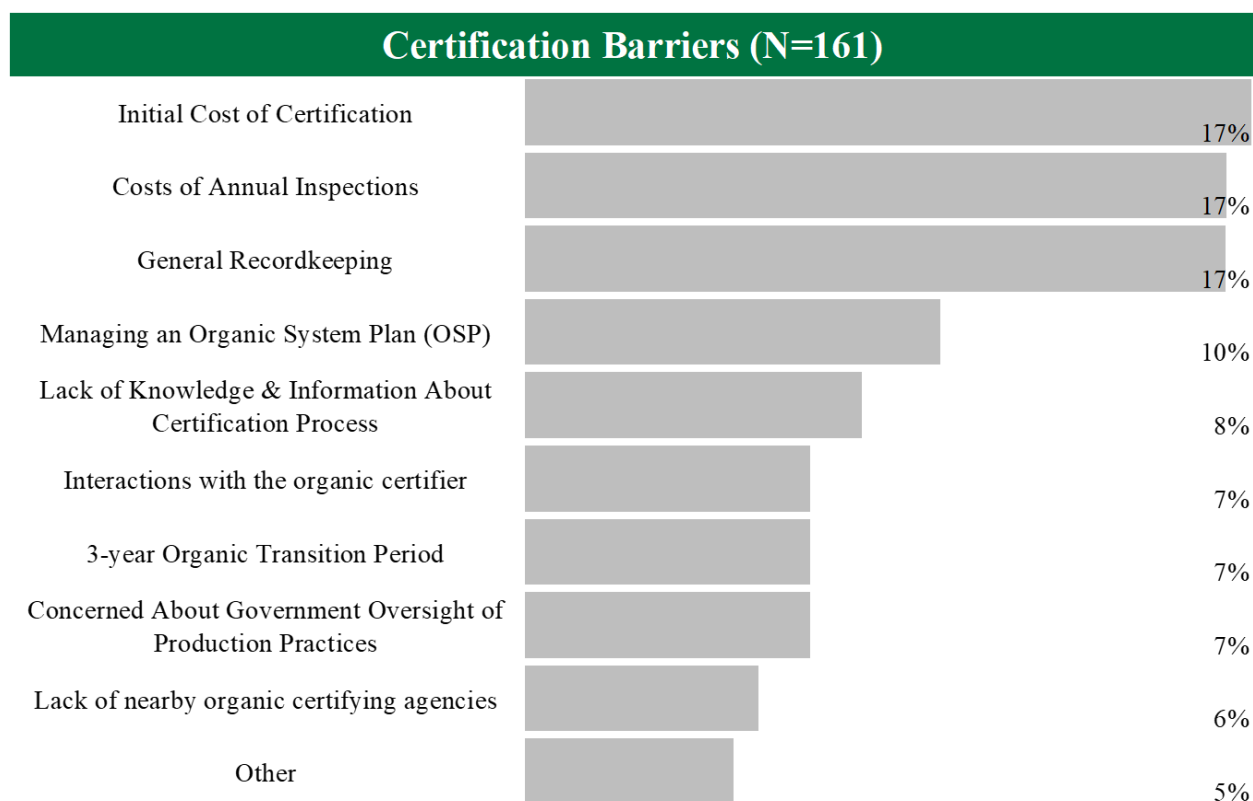 Certification Barriers (N=161)
Initial Cost of Certification
17%
Costs of Annual Inspections
17%
General Recordkeeping
17%
Managing an Organic System Plan (OSP)
10%
Lack of Knowledge & Information About
Certification Process
8%
Interactions with the organic certifier
7%
3-year Organic Transition Period
7%
Concerned About Government Oversight of
Production Practices
7%
Lack of nearby organic certifying agencies
6%
Other
5%